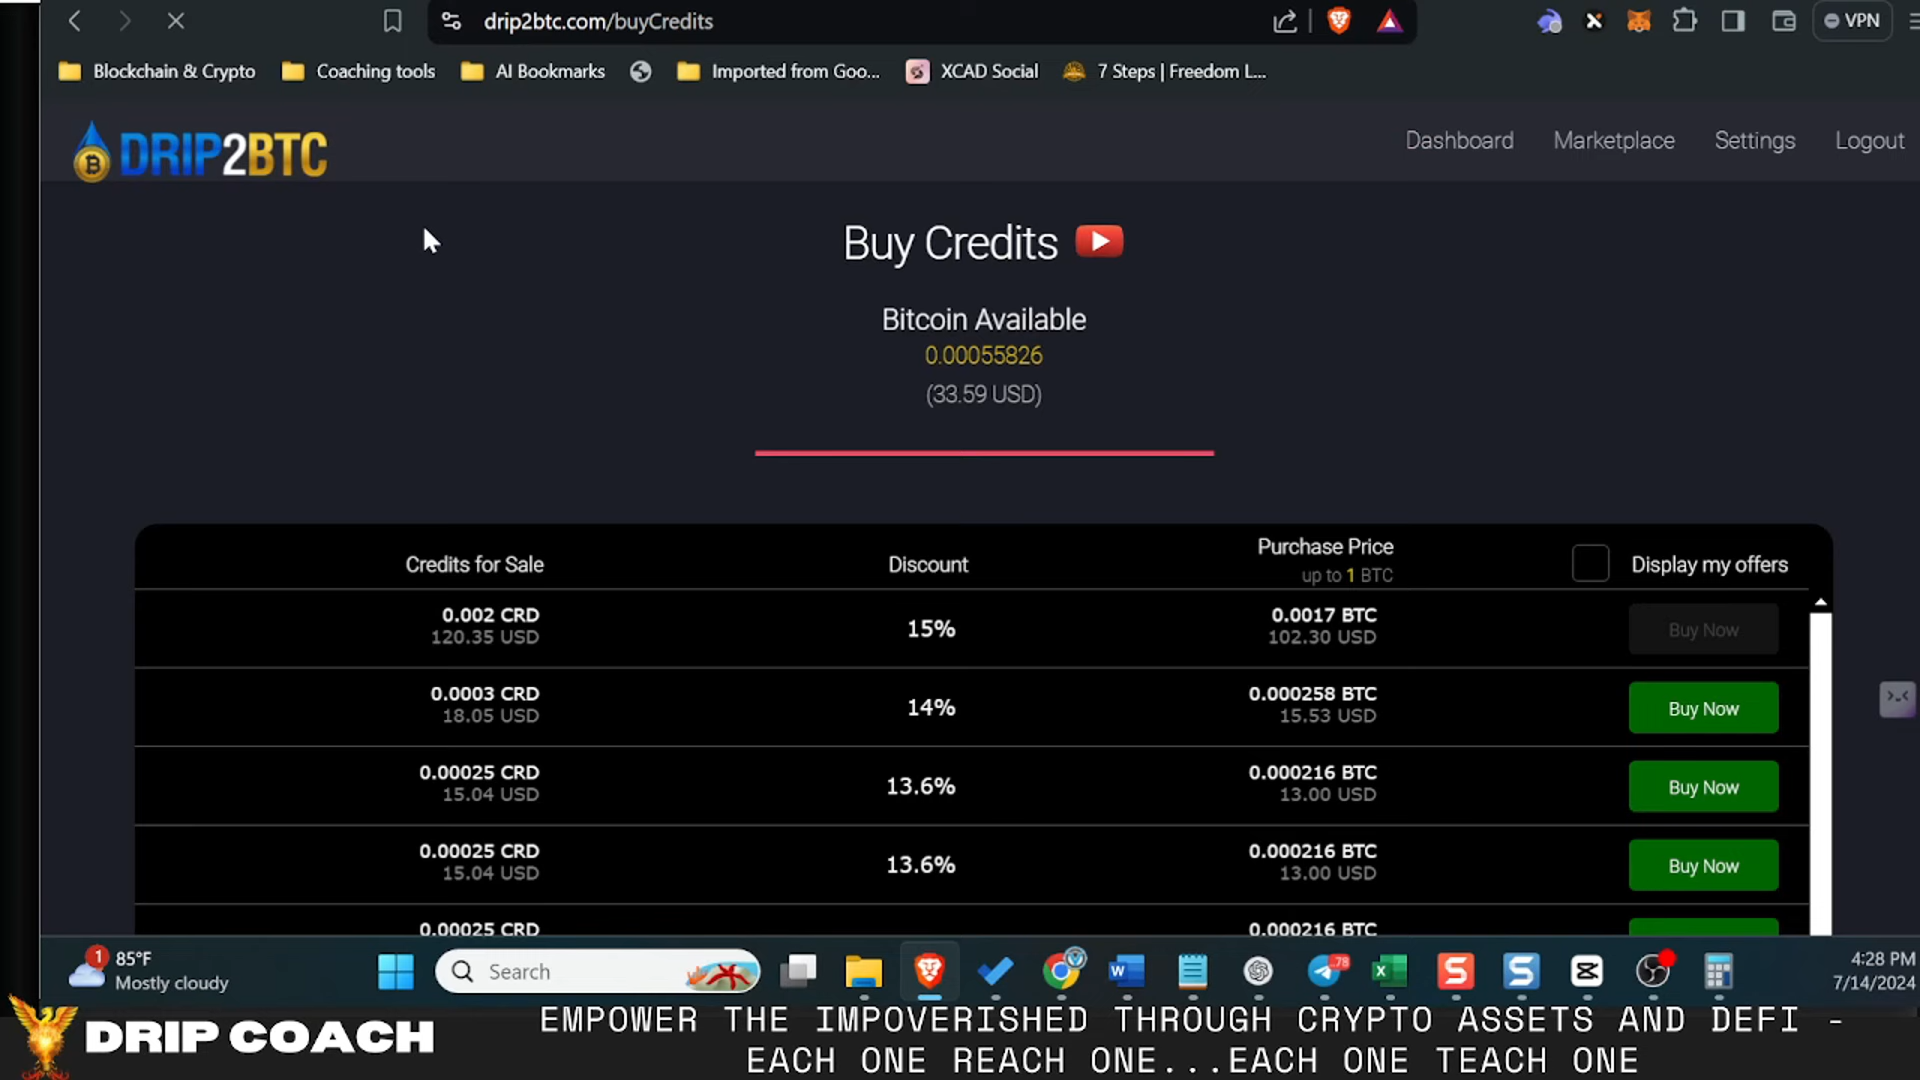 drip2btc.com/buyCredits
VPN
Blockchain & Crypto Coaching tools AI Bookmarks Imported from Goo... XCAD Social 7 Steps | Freedom L...
DRIP2BTC
Dashboard Marketplace Settings Logout
Buy Credits
Bitcoin Available
0.00055826
(33.59 USD)
Credits for Sale Discount Purchase Price Display my offers
up to 1 BTC
0.002 CRD 15% 0.0017 BTC Buy Now
120.35 USD 102.30 USD
0.0003 CRD 14% 0.000258 BTC Buy Now
18.05 USD 15.53 USD
0.00025 CRD 13.6% 0.000216 BTC Buy Now
15.04 USD 13.00 USD
0.00025 CRD 13.6% 0.000216 BTC Buy Now
15.04 USD 13.00 USD
0.00025 CRD 0.000216 BTC
1 85°F
Mostly cloudy
Search
78
4:28 PM
7/14/2024
DRIP COACH
EMPOWER THE IMPOVERISHED THROUGH CRYPTO ASSETS AND DEFI -
EACH ONE REACH ONE...EACH ONE TEACH ONE